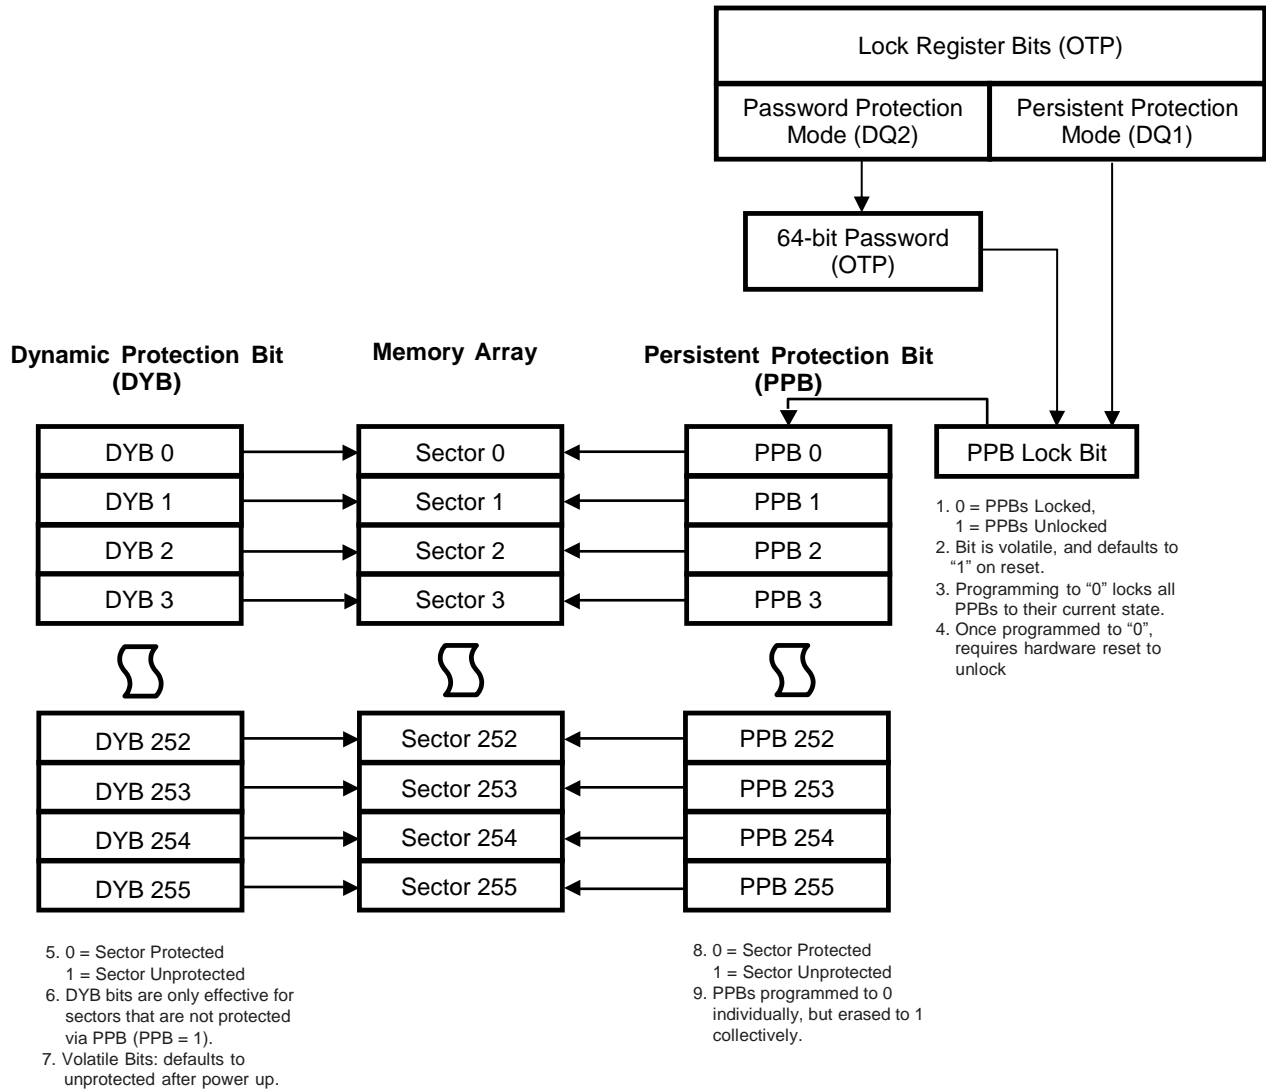 Lock Register Bits (OTP)
Password Protection
Mode (DQ2)
Persistent Protection
Mode (DQ1)
64-bit Password
(OTP)
Dynamic Protection Bit
(DYB)
Memory Array
Persistent Protection Bit
(PPB)
DYB 0
Sector 0
PPB 0
PPB Lock Bit
DYB 1
Sector 1
PPB 1
DYB 2
Sector 2
PPB 2
DYB 3
Sector 3
PPB 3
1. 0 = PPBs Locked,
1 = PPBs Unlocked
2. Bit is volatile, and defaults to
“1” on reset.
3. Programming to “0” locks all
PPBs to their current state.
4. Once programmed to “0”,
requires hardware reset to
unlock
DYB 252
Sector 252
PPB 252
DYB 253
Sector 253
PPB 253
DYB 254
Sector 254
PPB 254
DYB 255
Sector 255
PPB 255
5. 0 = Sector Protected
1 = Sector Unprotected
6. DYB bits are only effective for
sectors that are not protected
via PPB (PPB = 1).
7. Volatile Bits: defaults to
unprotected after power up.
8. 0 = Sector Protected
1 = Sector Unprotected
9. PPBs programmed to 0
individually, but erased to 1
collectively.